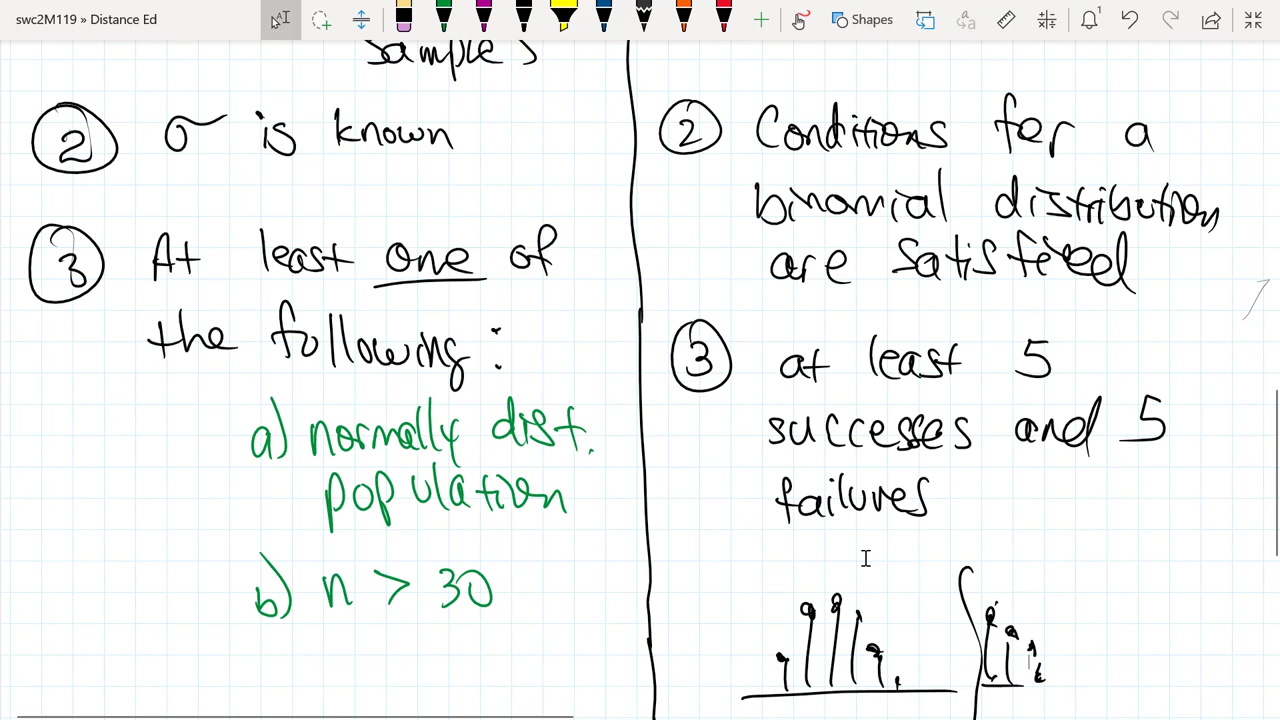 swc2M119 » Distance Ed
Shapes
samples
② σ is known
③ At least one of
the following:
a) normally dist.
population
b) n > 30
② Conditions for a
binomial distribution
are satisfied
③ at least 5
successes and 5
failures